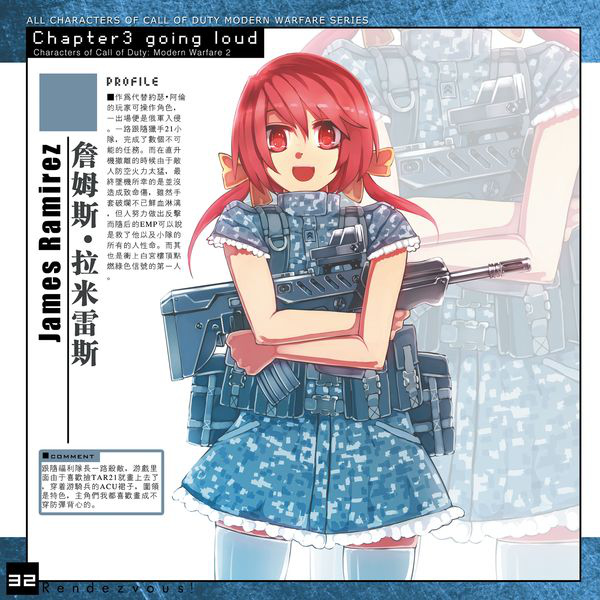 ALL CHARACTERS OF CALL OF DUTY MODERN WARFARE SERIES
Chapter3 going loud
Characters of Call of Duty: Modern Warfare 2
PROFILE
■作爲代替約瑟·阿倫
的玩家可操作角色，
一出場便是俄軍入侵
。一路跟隨獵手21小
隊，完成了數個不可
能的任務。而在直升
機撤離的時候由于敵
人防空火力太猛，最
終墜機所幸的是並沒
造成致命傷，雖然手
套破爛不已鮮血淋漓
，但人努力做出反擊
而隨后的EMP可以說
是救了他以及小隊的
所有的人性命。而其
也是衝上白宮樓頂點
燃綠色信號的第一人
。
James Ramirez
詹姆斯·拉米雷斯
■COMMENT
跟隨福利隊長一路殺敵，游戲里
面由于喜歡搶TAR21就畫上去了
，穿着游騎兵的ACU裙子，圍領
是特色，主角們我都喜歡畫成不
穿防彈背心的。
32
Rendezvous!